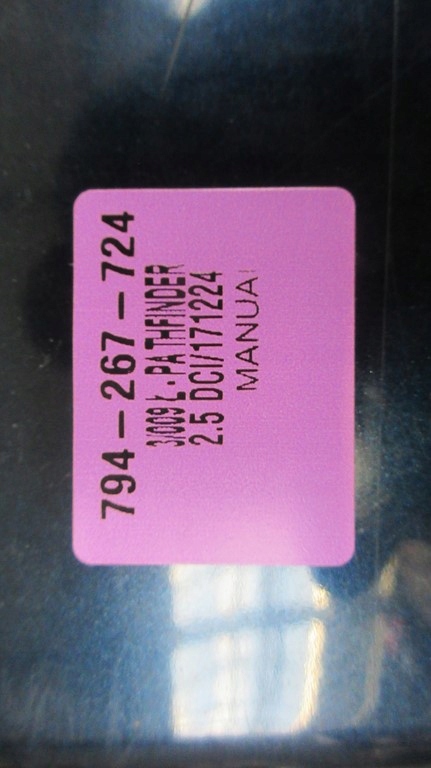 794-267-724
3/009 L - PATHFINDER
2.5 DCI/171224
MANUAL